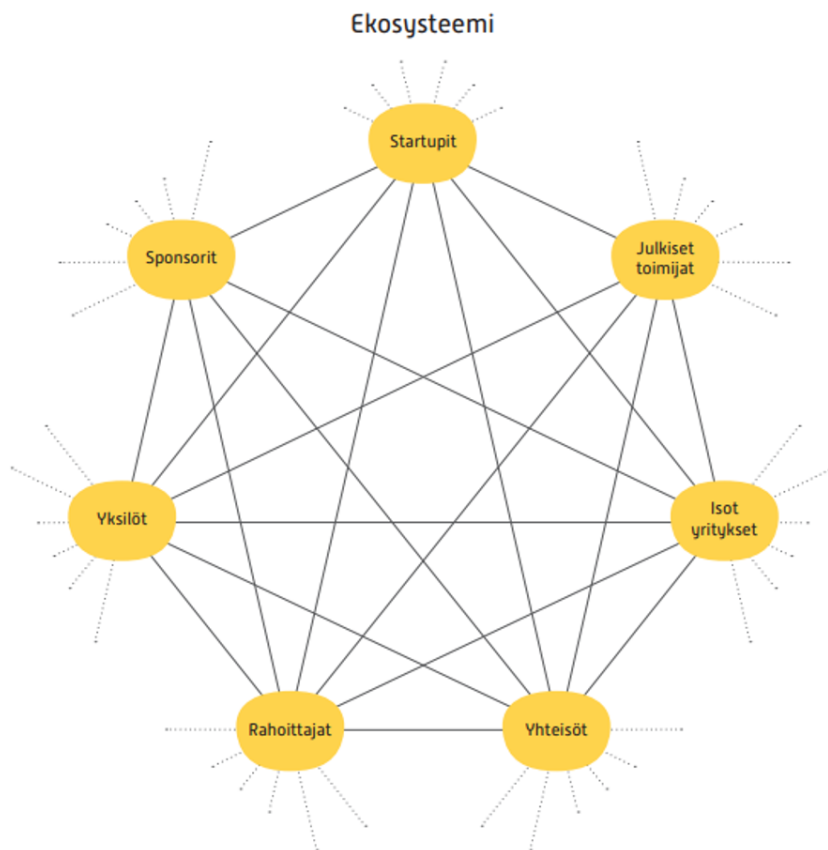 Ekosysteemi
Startupit
Sponsorit
Julkiset
toimijat
Yksilöt
Isot
yritykset
Rahoittajat
Yhteisöt